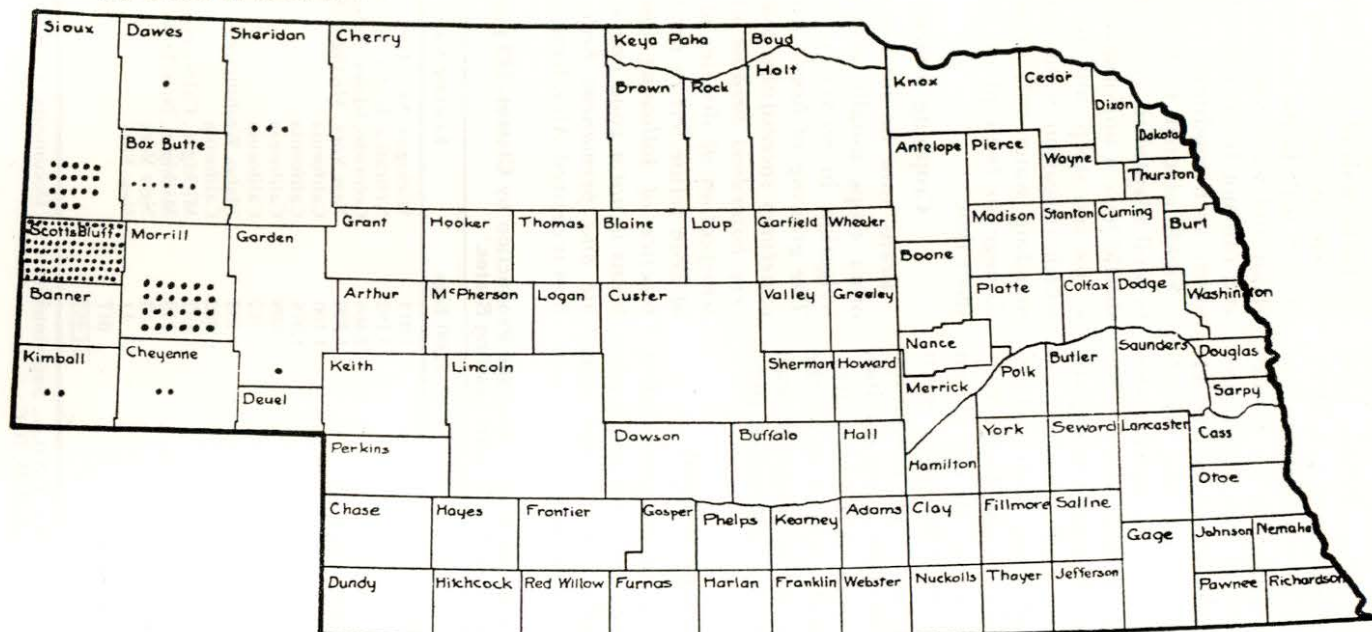 Sioux Dawes Sheridan Cherry Keya Paha Boyd
Holt Knox Cedar
Brown Rock Dixon
Box Butte Antelope Pierce Dakota
Wayne
Thurston
ScottsBluff Morrill Garden Grant Hooker Thomas Blaine Loup Garfield Wheeler Madison Stanton Cuming Burt
Boone
Banner Arthur McPherson Logan Custer Valley Greeley Platte Colfax Dodge Washington
Nance
Kimball Cheyenne Keith Lincoln Sherman Howard Polk Butler Saunders Douglas
Deuel Merrick Sarpy
Perkins Dawson Buffalo Hall Hamilton York Seward Lancaster Cass
Otoe
Chase Hayes Frontier Gosper Phelps Kearney Adams Clay Fillmore Saline
Gage Johnson Nemaha
Dundy Hitchcock Red Willow Furnas Harlan Franklin Webster Nuckolls Thayer Jefferson Pawnee Richardson